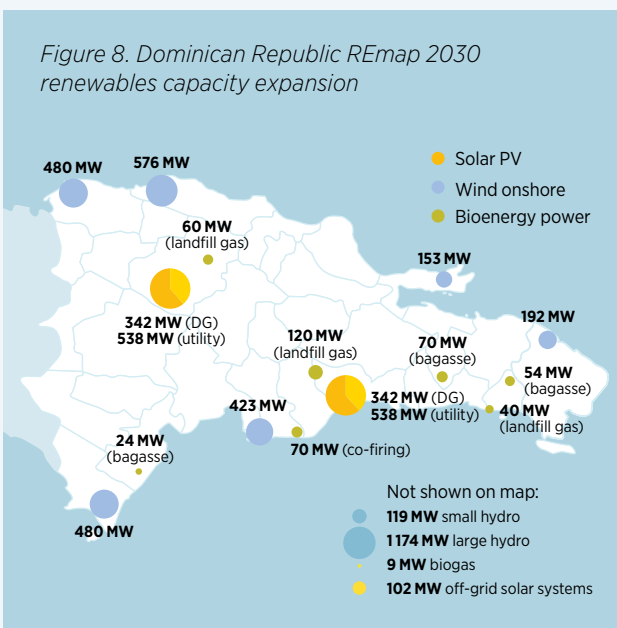 Figure 8. Dominican Republic REmap 2030
renewables capacity expansion
480 MW
576 MW
Solar PV
Wind onshore
Bioenergy power
60 MW
(landfill gas)
153 MW
342 MW (DG)
538 MW (utility)
120 MW
(landfill gas)
70 MW
(bagasse)
192 MW
54 MW
(bagasse)
423 MW
342 MW (DG)
538 MW (utility)
40 MW
(landfill gas)
24 MW
(bagasse)
70 MW (co-firing)
480 MW
Not shown on map:
119 MW small hydro
1 174 MW large hydro
9 MW biogas
102 MW off-grid solar systems